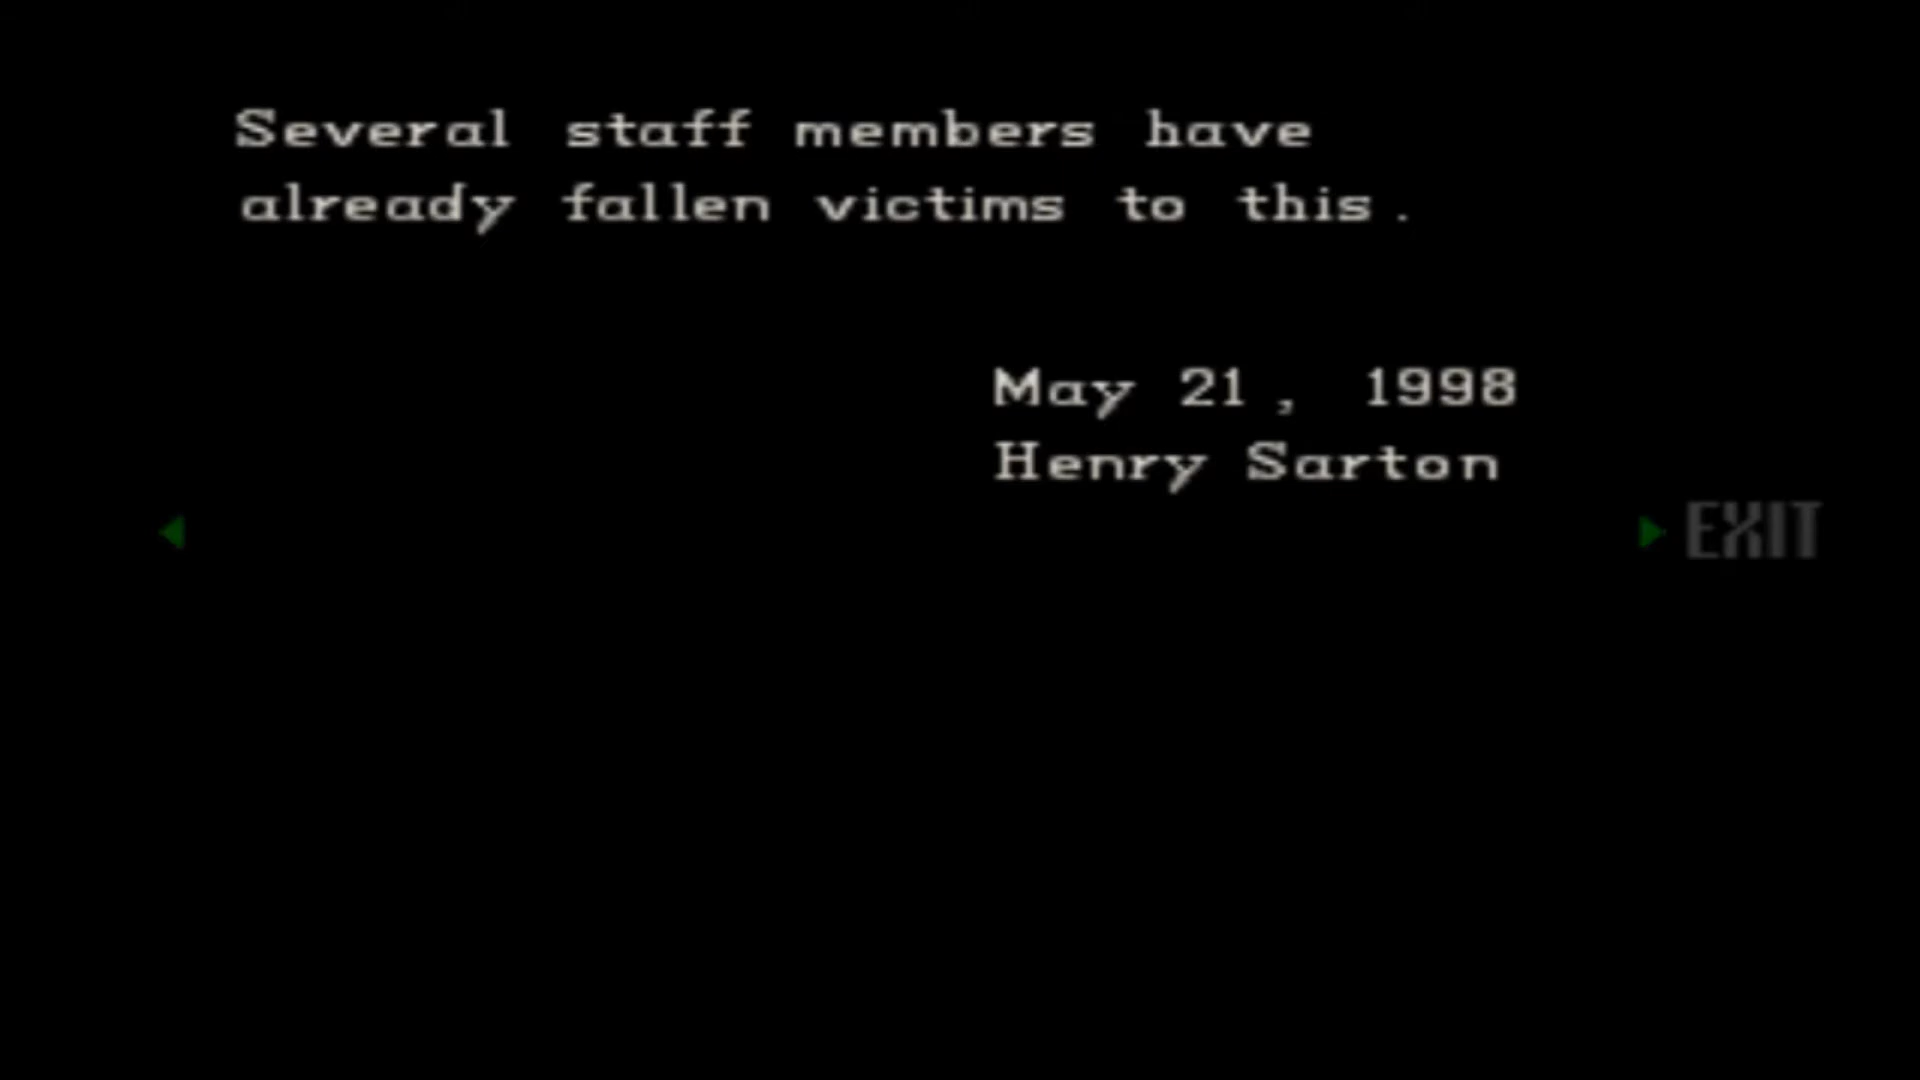 Several staff members have
already fallen victims to this.
May 21, 1998
Henry Sarton
EXIT